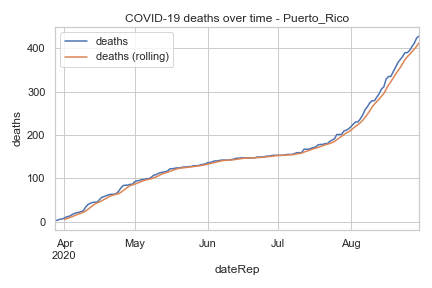 COVID-19 deaths over time - Puerto_Rico
deaths
deaths (rolling)
400
300
200
100
0
deaths
Apr
2020
May
Jun
Jul
Aug
dateRep